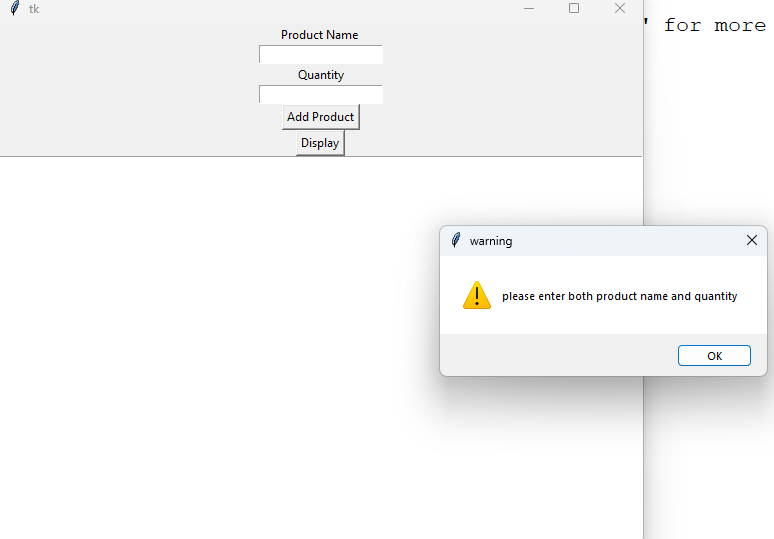 tk
' for more
Product Name
Quantity
Add Product
Display
warning
please enter both product name and quantity
OK